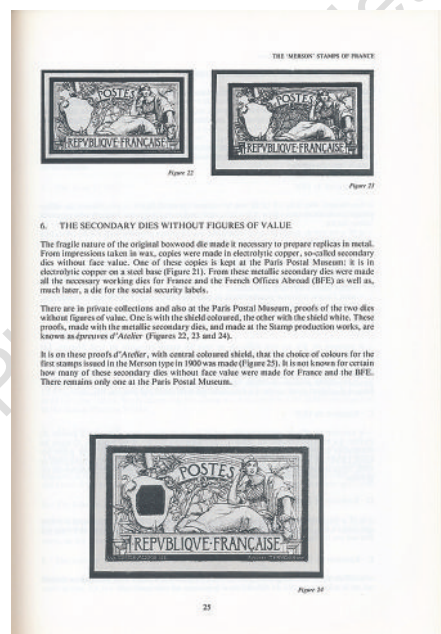 THE 'MERSON' STAMPS OF FRANCE
POSTES
REPVBLIQVE·FRANÇAISE
Figure 22
POSTES
REPVBLIQVE·FRANÇAISE
Figure 23
6. THE SECONDARY DIES WITHOUT FIGURES OF VALUE
The fragile nature of the original boxwood die made it necessary to prepare replicas in metal.
From impressions taken in wax, copies were made in electrolytic copper, so-called secondary
dies without face value. One of these copies is kept at the Paris Postal Museum: it is in
electrolytic copper on a steel base (Figure 21). From these metallic secondary dies were made
all the necessary working dies for France and the French Offices Abroad (BFE) as well as,
much later, a die for the social security labels.
There are in private collections and also at the Paris Postal Museum, proofs of the two dies
without figures of value. One is with the shield coloured, the other with the shield white. These
proofs, made with the metallic secondary dies, and made at the Stamp production works, are
known as épreuves d'Atelier (Figures 22, 23 and 24).
It is on these proofs d'Atelier, with central coloured shield, that the choice of colours for the
first stamps issued in the Merson type in 1900 was made (Figure 25). It is not known for certain
how many of these secondary dies without face value were made for France and the BFE.
There remains only one at the Paris Postal Museum.
POSTES
REPVBLIQVE·FRANÇAISE
Figure 24
25